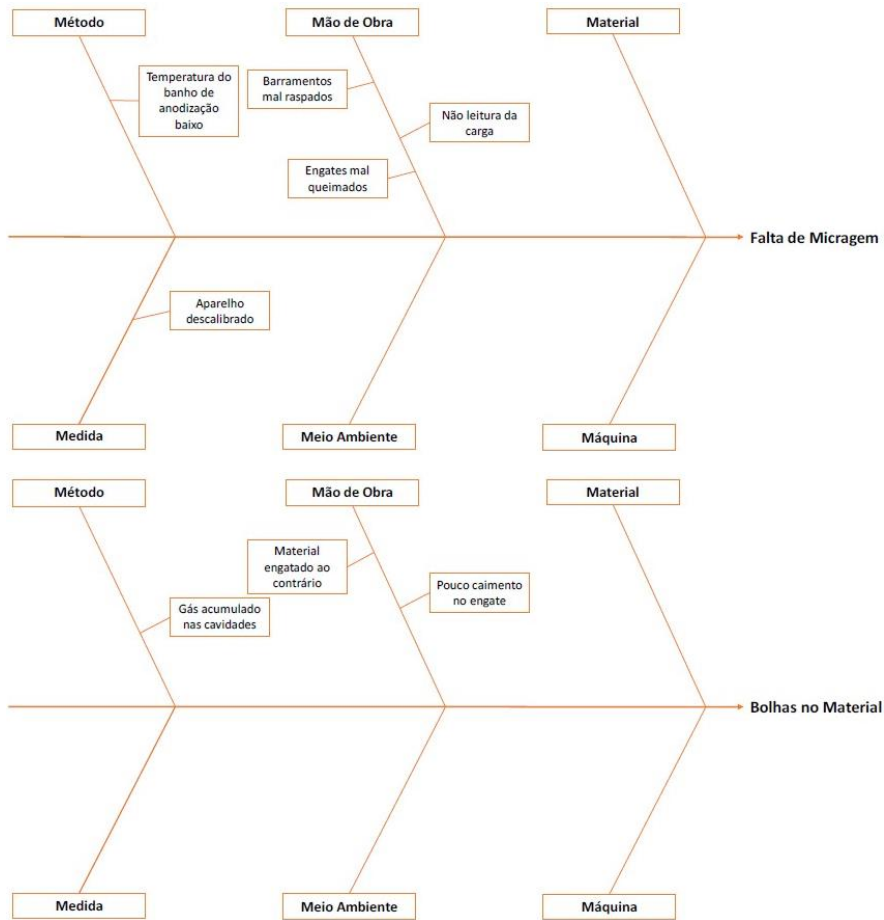 Método
Mão de Obra
Material
Temperatura do
banho de
anodização
baixo
Barramentos
mal raspados
Não leitura da
carga
Engates mal
queimados
Falta de Micragem
Aparelho
descalibrado
Medida
Meio Ambiente
Máquina
Método
Mão de Obra
Material
Material
engatado ao
contrário
Pouco caimento
no engate
Gás acumulado
nas cavidades
Bolhas no Material
Medida
Meio Ambiente
Máquina